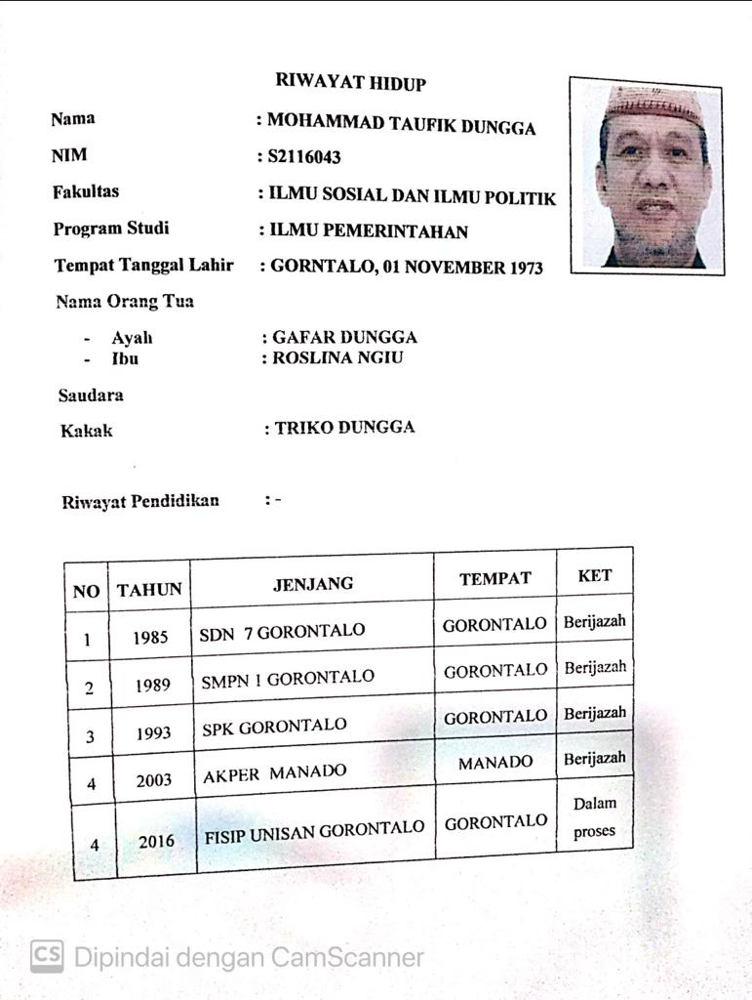 RIWAYAT HIDUP
Nama : MOHAMMAD TAUFIK DUNGGA
NIM : S2116043
Fakultas : ILMU SOSIAL DAN ILMU POLITIK
Program Studi : ILMU PEMERINTAHAN
Tempat Tanggal Lahir : GORNTALO, 01 NOVEMBER 1973
Nama Orang Tua
- Ayah : GAFAR DUNGGA
- Ibu : ROSLINA NGIU
Saudara
Kakak : TRIKO DUNGGA
Riwayat Pendidikan : -
NO TAHUN JENJANG TEMPAT KET
1 1985 SDN 7 GORONTALO GORONTALO Berijazah
2 1989 SMPN 1 GORONTALO GORONTALO Berijazah
3 1993 SPK GORONTALO GORONTALO Berijazah
4 2003 AKPER MANADO MANADO Berijazah
4 2016 FISIP UNISAN GORONTALO GORONTALO Dalam
proses
CS Dipindai dengan CamScanner